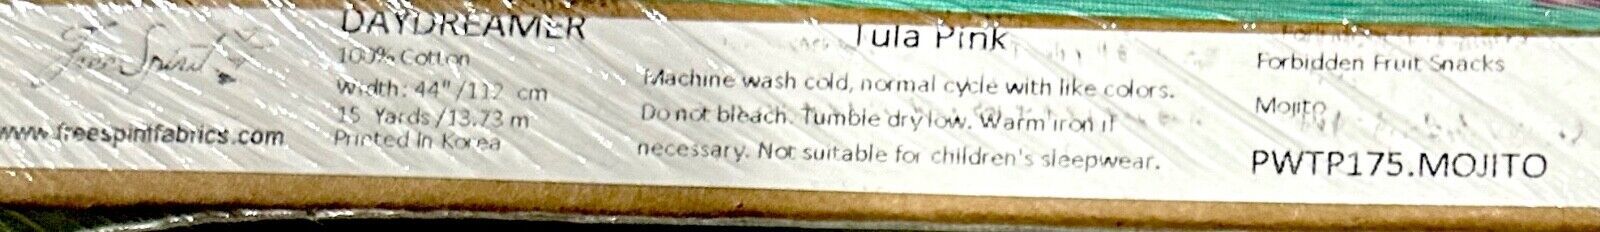 Free Spirit
www.freespiritfabrics.com
DAYDREAMER
100% Cotton
Width: 44"/112 cm
15 Yards/13.73 m
Printed In Korea
Tula Pink
Machine wash cold, normal cycle with like colors.
Do not bleach. Tumble dry low. Warm iron if
necessary. Not suitable for children's sleepwear.
Forbidden Fruit Snacks
Mojito
PWTP175.MOJITO